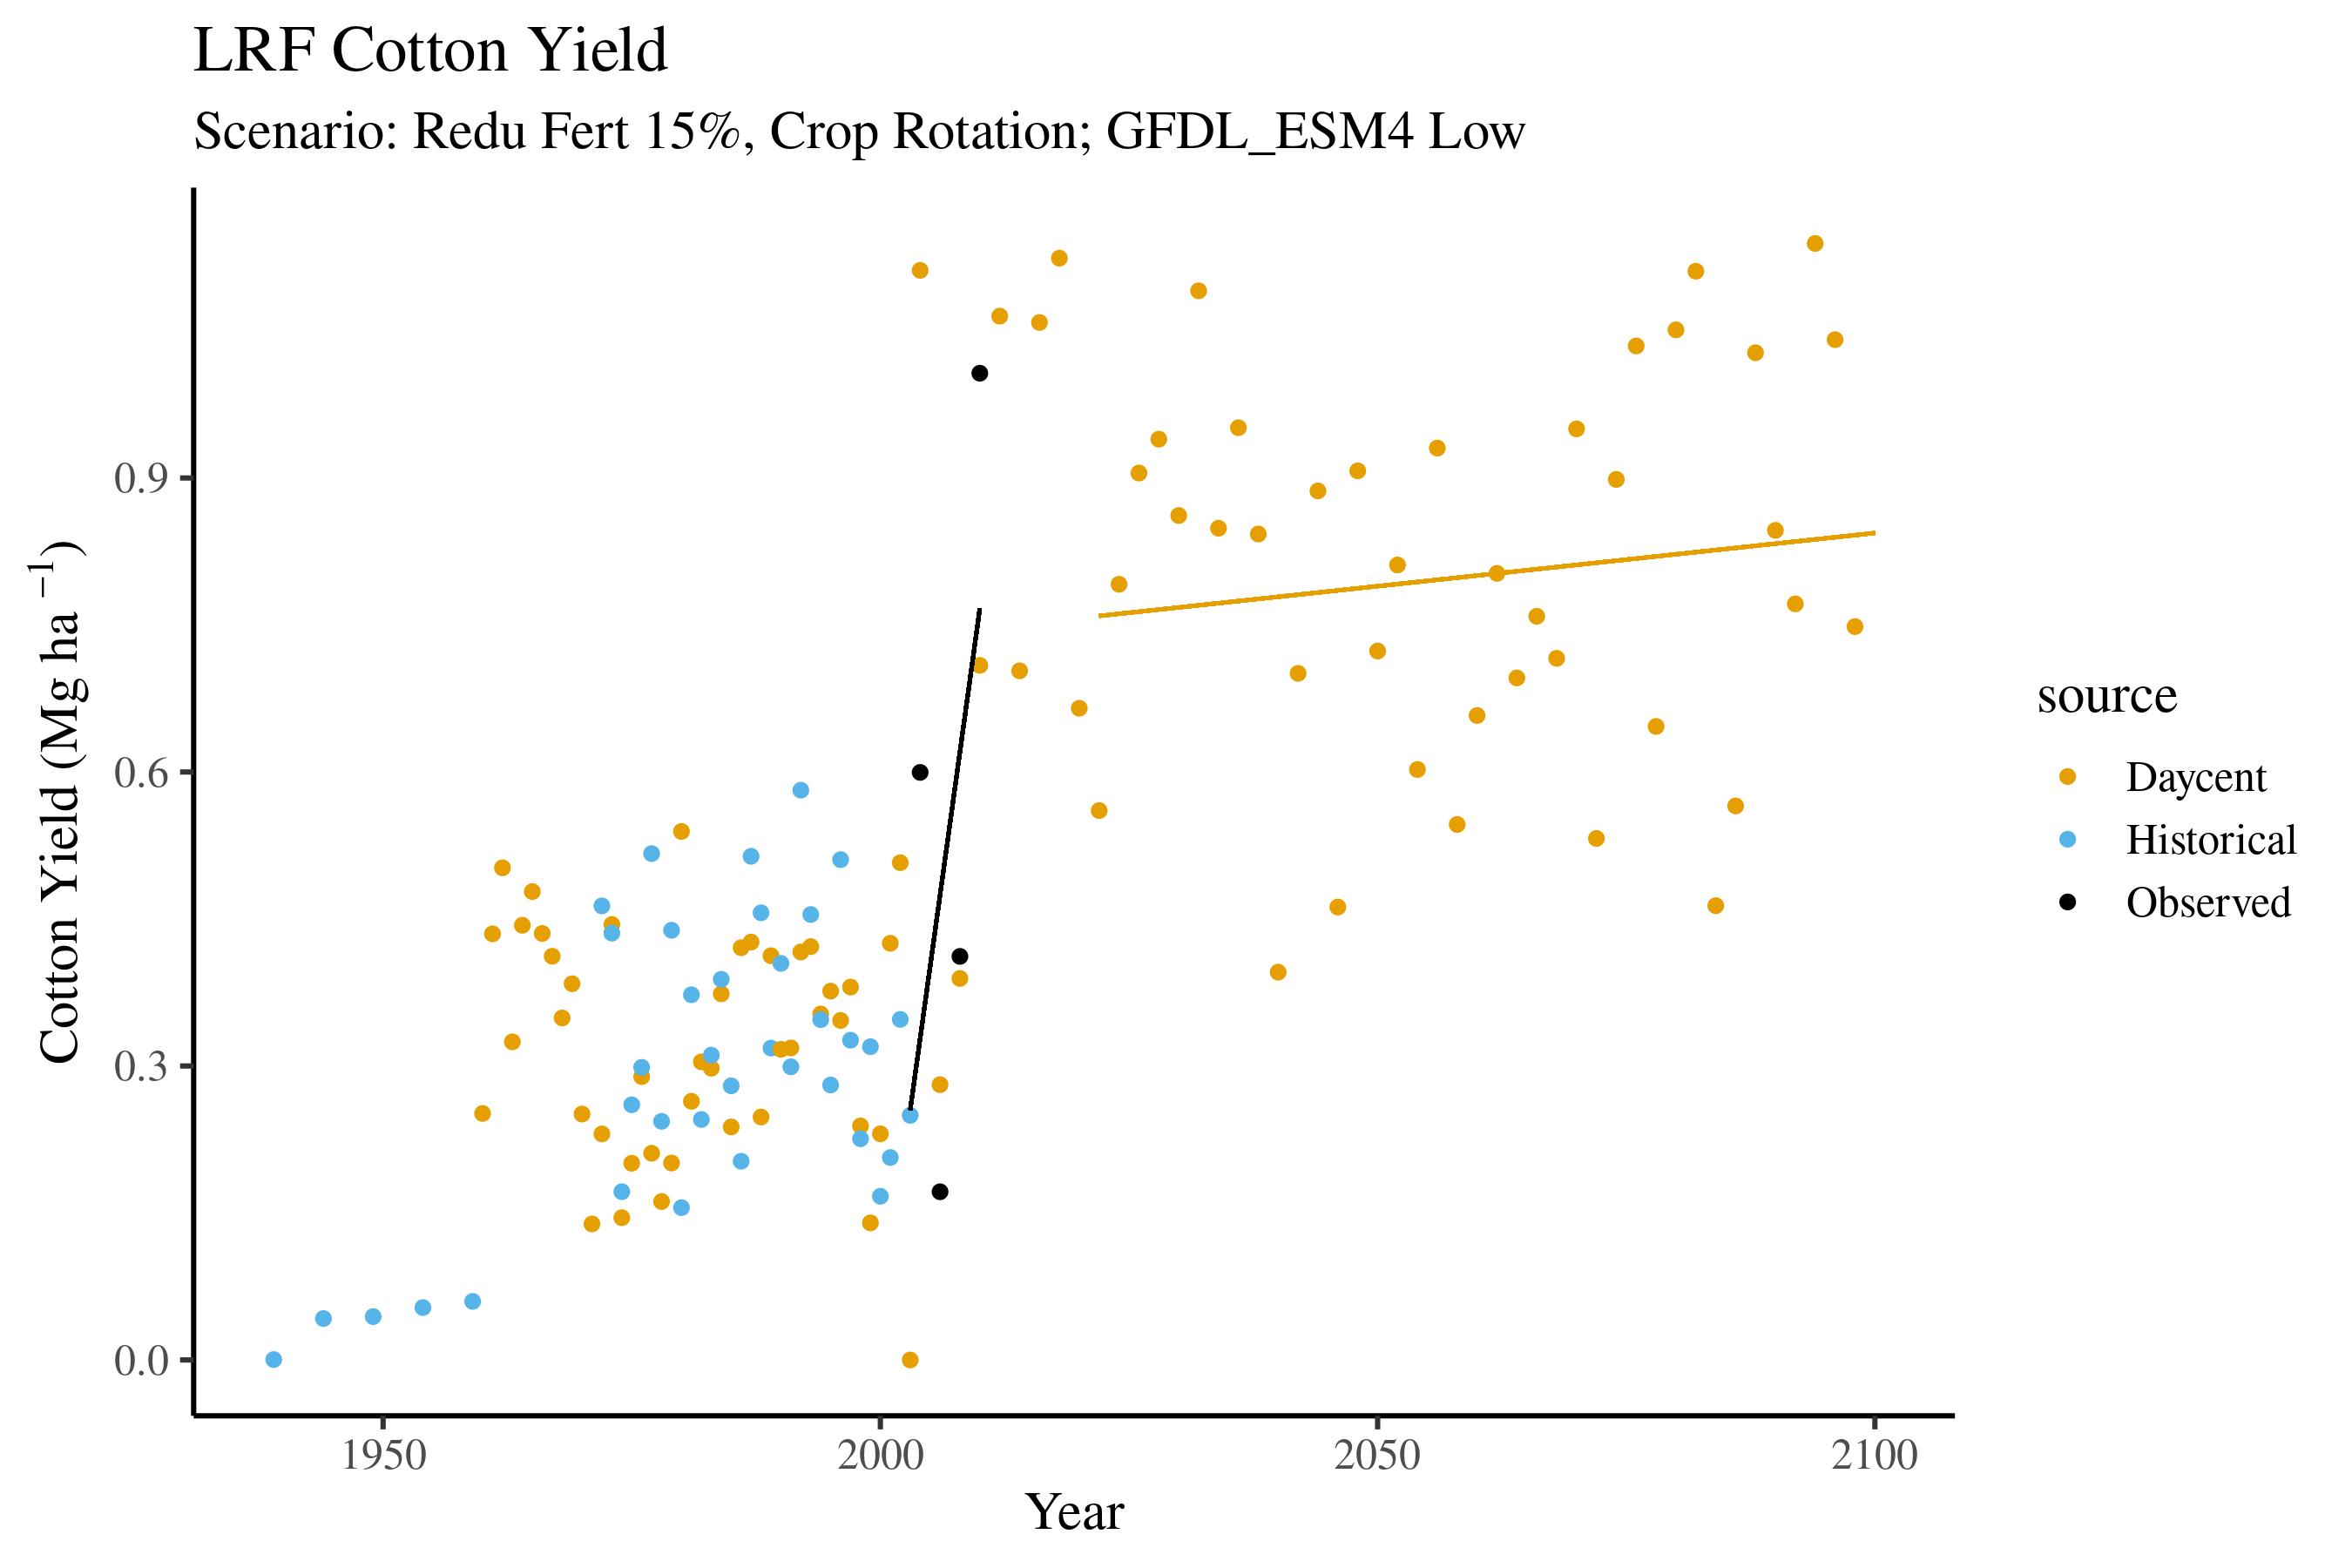 LRF Cotton Yield
Scenario: Redu Fert 15%, Crop Rotation; GFDL_ESM4 Low
Cotton Yield (Mg ha −1)
0.9
0.6
0.3
0.0
1950 2000 2050 2100
Year
source
Daycent
Historical
Observed